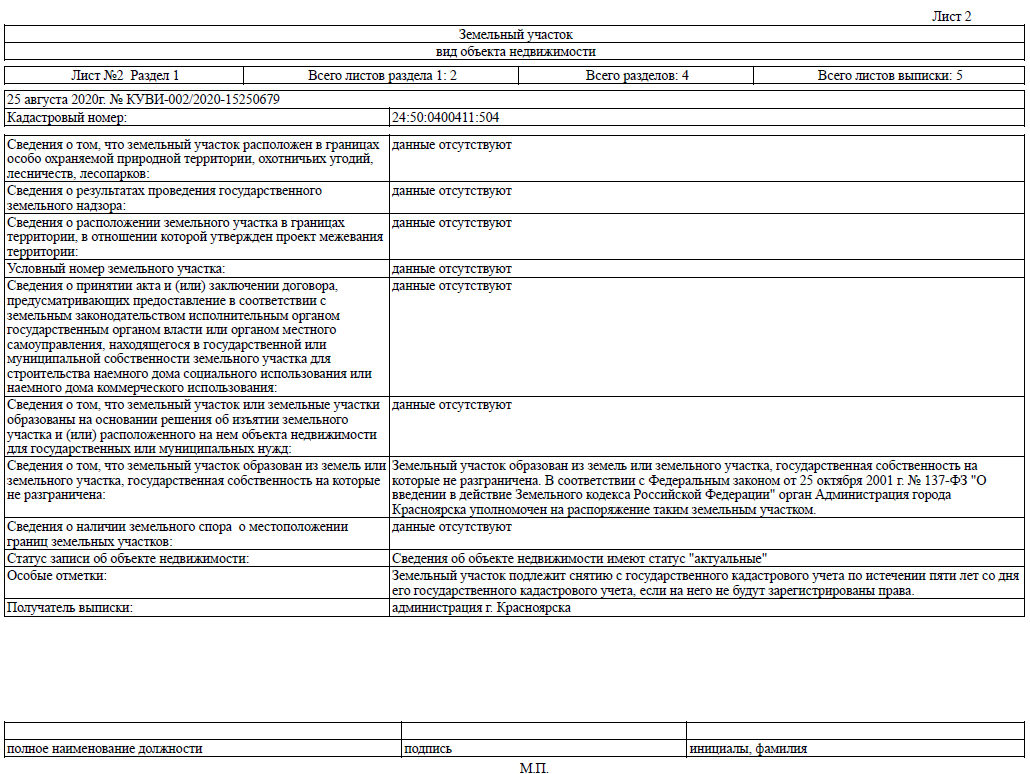 Лист 2
Земельный участок
вид объекта недвижимости
Лист №2 Раздел 1
Всего листов раздела 1: 2
Всего разделов: 4
Всего листов выписки: 5
25 августа 2020г. № КУВИ-002/2020-15250679
Кадастровый номер:
24:50:0400411:504
Сведения о том, что земельный участок расположен в границах
особо охраняемой природной территории, охотничьих угодий,
лесничеств, лесопарков:
данные отсутствуют
Сведения о результатах проведения государственного
земельного надзора:
данные отсутствуют
Сведения о расположении земельного участка в границах
территории, в отношении которой утвержден проект межевания
территории:
данные отсутствуют
Условный номер земельного участка:
данные отсутствуют
Сведения о принятии акта и (или) заключении договора,
предусматривающих предоставление в соответствии с
земельным законодательством исполнительным органом
государственным органом власти или органом местного
самоуправления, находящегося в государственной или
муниципальной собственности земельного участка для
строительства наемного дома социального использования или
наемного дома коммерческого использования:
данные отсутствуют
Сведения о том, что земельный участок или земельные участки
образованы на основании решения об изъятии земельного
участка и (или) расположенного на нем объекта недвижимости
для государственных или муниципальных нужд:
данные отсутствуют
Сведения о том, что земельный участок образован из земель или
земельного участка, государственная собственность на которые
не разграничена:
Земельный участок образован из земель или земельного участка, государственная собственность на
которые не разграничена. В соответствии с Федеральным законом от 25 октября 2001 г. № 137-ФЗ "О
введении в действие Земельного кодекса Российской Федерации" орган Администрация города
Красноярска уполномочен на распоряжение таким земельным участком.
Сведения о наличии земельного спора о местоположении
границ земельных участков:
данные отсутствуют
Статус записи об объекте недвижимости:
Сведения об объекте недвижимости имеют статус "актуальные"
Особые отметки:
Земельный участок подлежит снятию с государственного кадастрового учета по истечении пяти лет со дня
его государственного кадастрового учета, если на него не будут зарегистрированы права.
Получатель выписки:
администрация г. Красноярска
полное наименование должности
подпись
инициалы, фамилия
М.П.